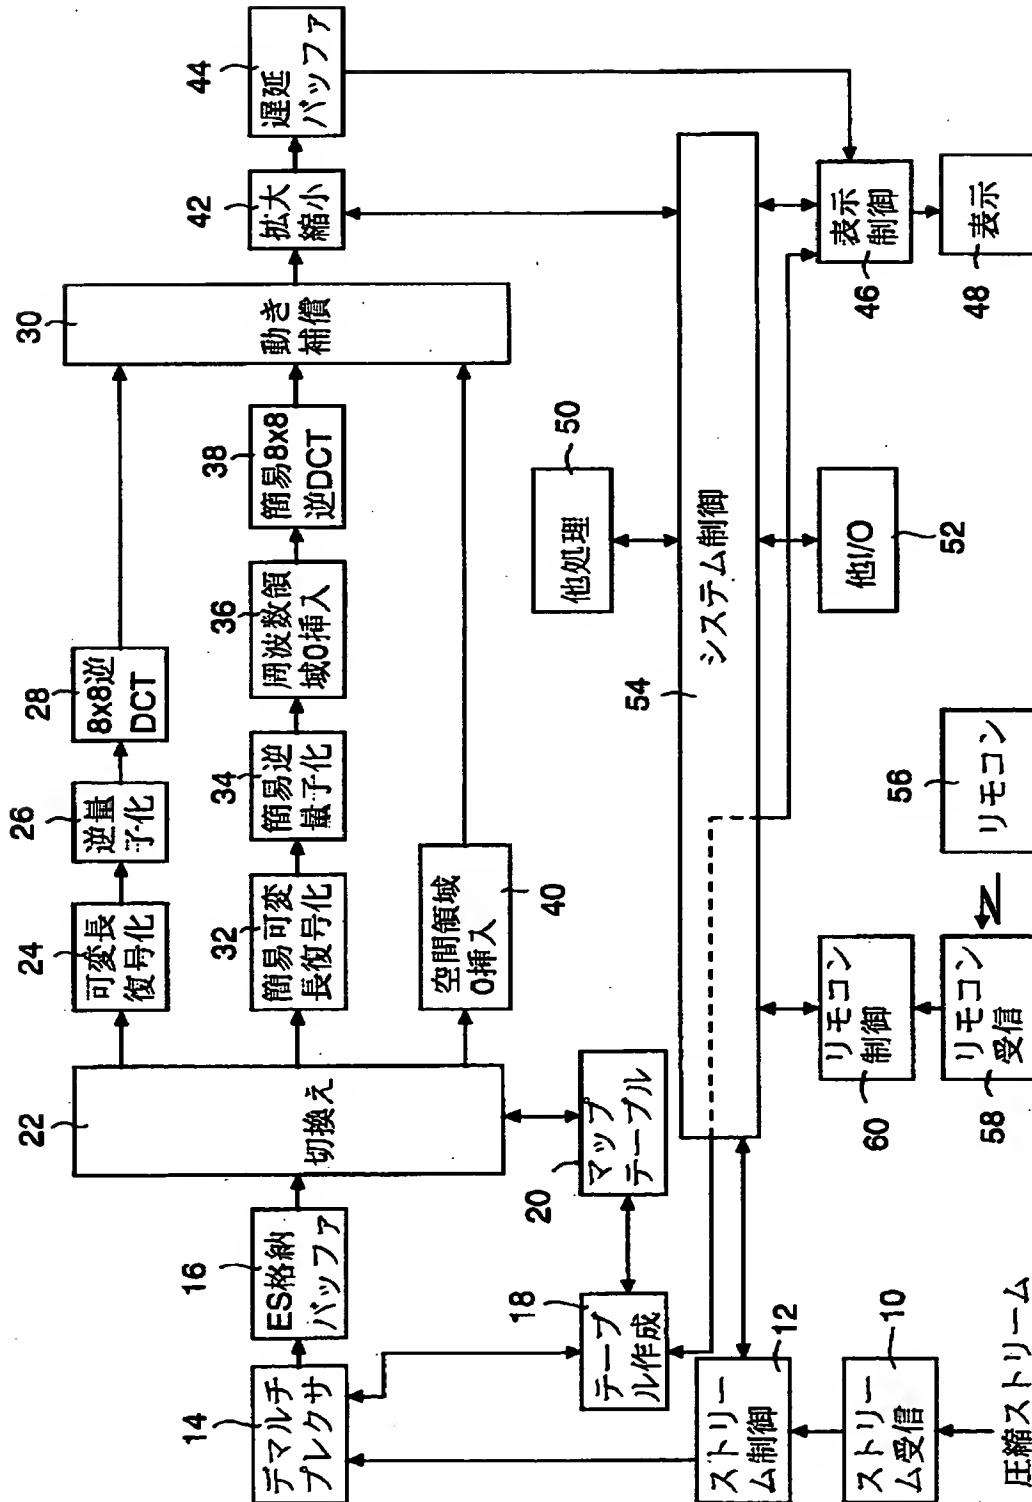 24
可変長
復号化
26
逆量
子化
28
8x8逆
DCT
30
動き
補償
42
拡大
縮小
44
遅延
バッファ
14
デマルチ
プレクサ
16
ES格納
バッファ
22
切換え
32
簡易可変
長復号化
34
簡易逆
量子化
36
周波数領
域0挿入
38
簡易8x8
逆DCT
空間領域
0挿入
40
18
テーブ
ル作成
20
マップ
テーブル
他処理
50
54
システム制御
ストリー
ム制御
12
ストリー
ム受信
10
圧縮ストリーム
リモコン
制御
60
リモコン
受信
58
56
リモコン
他I/O
52
表示
制御
46
表示
48